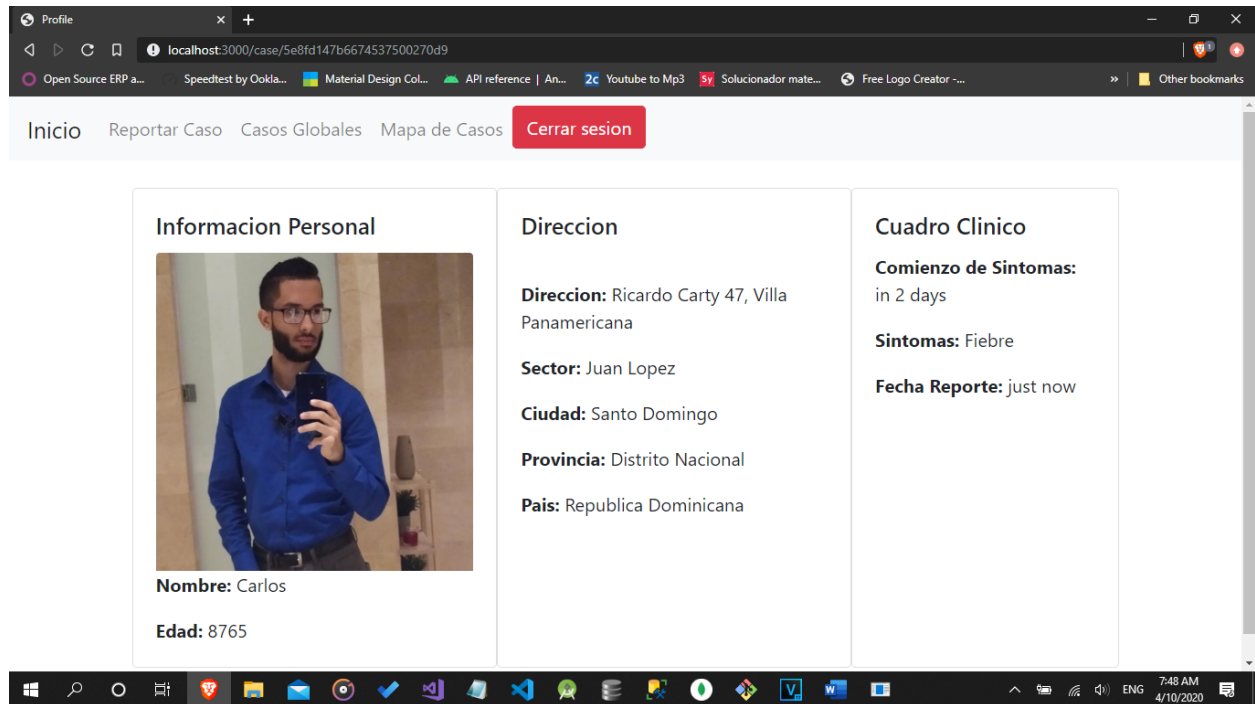 Profile
localhost:3000/case/5e8fd147b6674537500270d9
1
Open Source ERP a...
Speedtest by Ookla...
Material Design Col...
API reference | An...
2c Youtube to Mp3
Sy Solucionador mate...
Free Logo Creator -...
»
Other bookmarks
Inicio
Reportar Caso
Casos Globales
Mapa de Casos
Cerrar sesion
Informacion Personal
Nombre: Carlos
Edad: 8765
Direccion
Direccion: Ricardo Carty 47, Villa
Panamericana
Sector: Juan Lopez
Ciudad: Santo Domingo
Provincia: Distrito Nacional
Pais: Republica Dominicana
Cuadro Clinico
Comienzo de Sintomas:
in 2 days
Sintomas: Fiebre
Fecha Reporte: just now
ENG
7:48 AM
4/10/2020